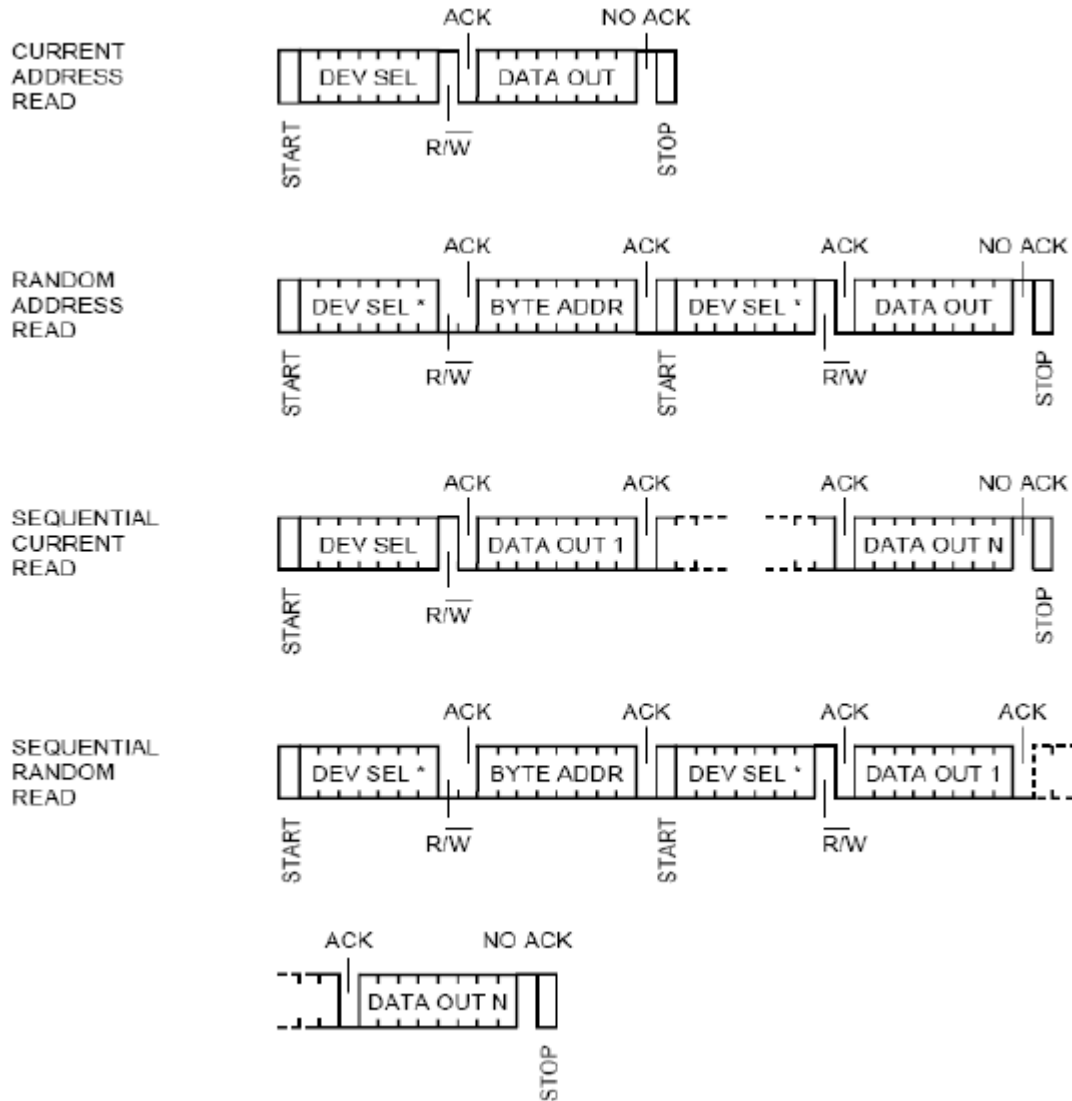 ACK NO ACK
CURRENT
ADDRESS
READ
DEV SEL DATA OUT
START R/W STOP
ACK ACK ACK NO ACK
RANDOM
ADDRESS
READ
DEV SEL * BYTE ADDR DEV SEL * DATA OUT
START R/W START R/W STOP
ACK ACK ACK NO ACK
SEQUENTIAL
CURRENT
READ
DEV SEL DATA OUT 1 DATA OUT N
START R/W STOP
ACK ACK ACK ACK
SEQUENTIAL
RANDOM
READ
DEV SEL * BYTE ADDR DEV SEL * DATA OUT 1
START R/W START R/W
ACK NO ACK
DATA OUT N
STOP